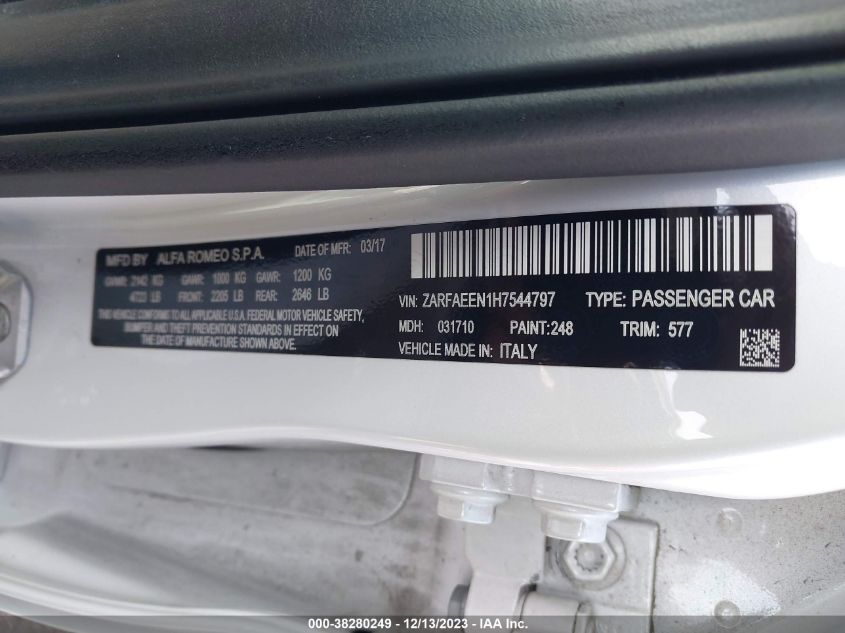 MFD BY ALFA ROMEO S.P.A. DATE OF MFR: 03/17
GVWR: 2142 KG GAWR: 1000 KG GAWR: 1200 KG
4723 LB FRONT: 2205 LB REAR: 2646 LB
THIS VEHICLE CONFORMS TO ALL APPLICABLE U.S.A. FEDERAL MOTOR VEHICLE SAFETY,
BUMPER AND THEFT PREVENTION STANDARDS IN EFFECT ON
THE DATE OF MANUFACTURE SHOWN ABOVE.
VIN: ZARFAEEN1H7544797 TYPE: PASSENGER CAR
MDH: 031710 PAINT:248 TRIM: 577
VEHICLE MADE IN: ITALY
000-38280249 - 12/13/2023 - IAA Inc.